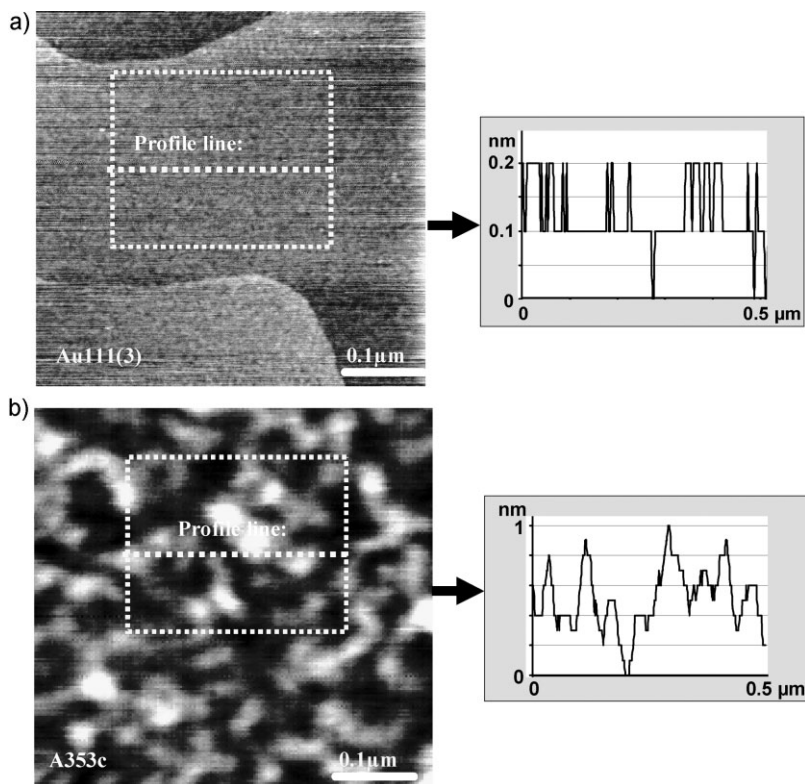 a)
Profile line:
Au111(3)
0.1µm
nm
0.2
0.1
0
0
0.5 µm
b)
Profile line:
A353c
0.1µm
nm
1
0
0
0.5 µm